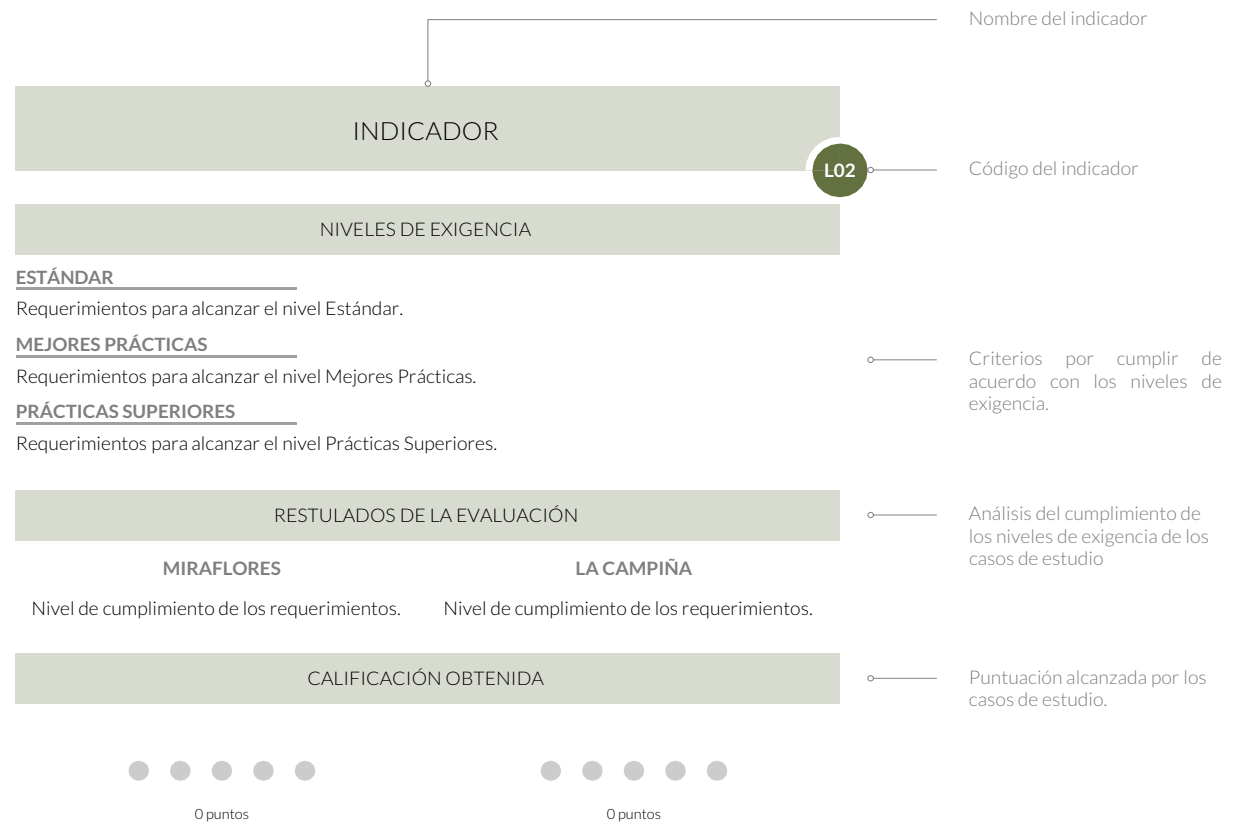 Nombre del indicador
INDICADOR
L02
Código del indicador
NIVELES DE EXIGENCIA
ESTÁNDAR
Requerimientos para alcanzar el nivel Estándar.
MEJORES PRÁCTICAS
Requerimientos para alcanzar el nivel Mejores Prácticas.
PRÁCTICAS SUPERIORES
Requerimientos para alcanzar el nivel Prácticas Superiores.
Criterios por cumplir de
acuerdo con los niveles de
exigencia.
RESTULADOS DE LA EVALUACIÓN
Análisis del cumplimiento de
los niveles de exigencia de los
casos de estudio
MIRAFLORES
LA CAMPIÑA
Nivel de cumplimiento de los requerimientos.
Nivel de cumplimiento de los requerimientos.
CALIFICACIÓN OBTENIDA
Puntuación alcanzada por los
casos de estudio.
0 puntos
0 puntos